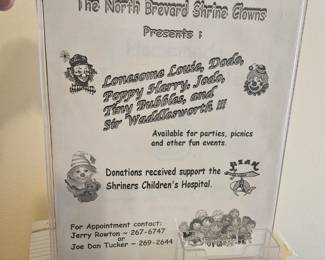 The North Brevard Shrine Clowns
Presents :
Lonesome Louie, Dodo,
Poppy Harry, Jodo,
Tiny Bubbles, and
Sir Waddlesworth !!!
Available for parties, picnics
and other fun events.
Donations received support the
Shriners Children's Hospital.
For Appointment contact:
Jerry Rowton ~ 267-6747
or
Joe Dan Tucker ~ 269-2644